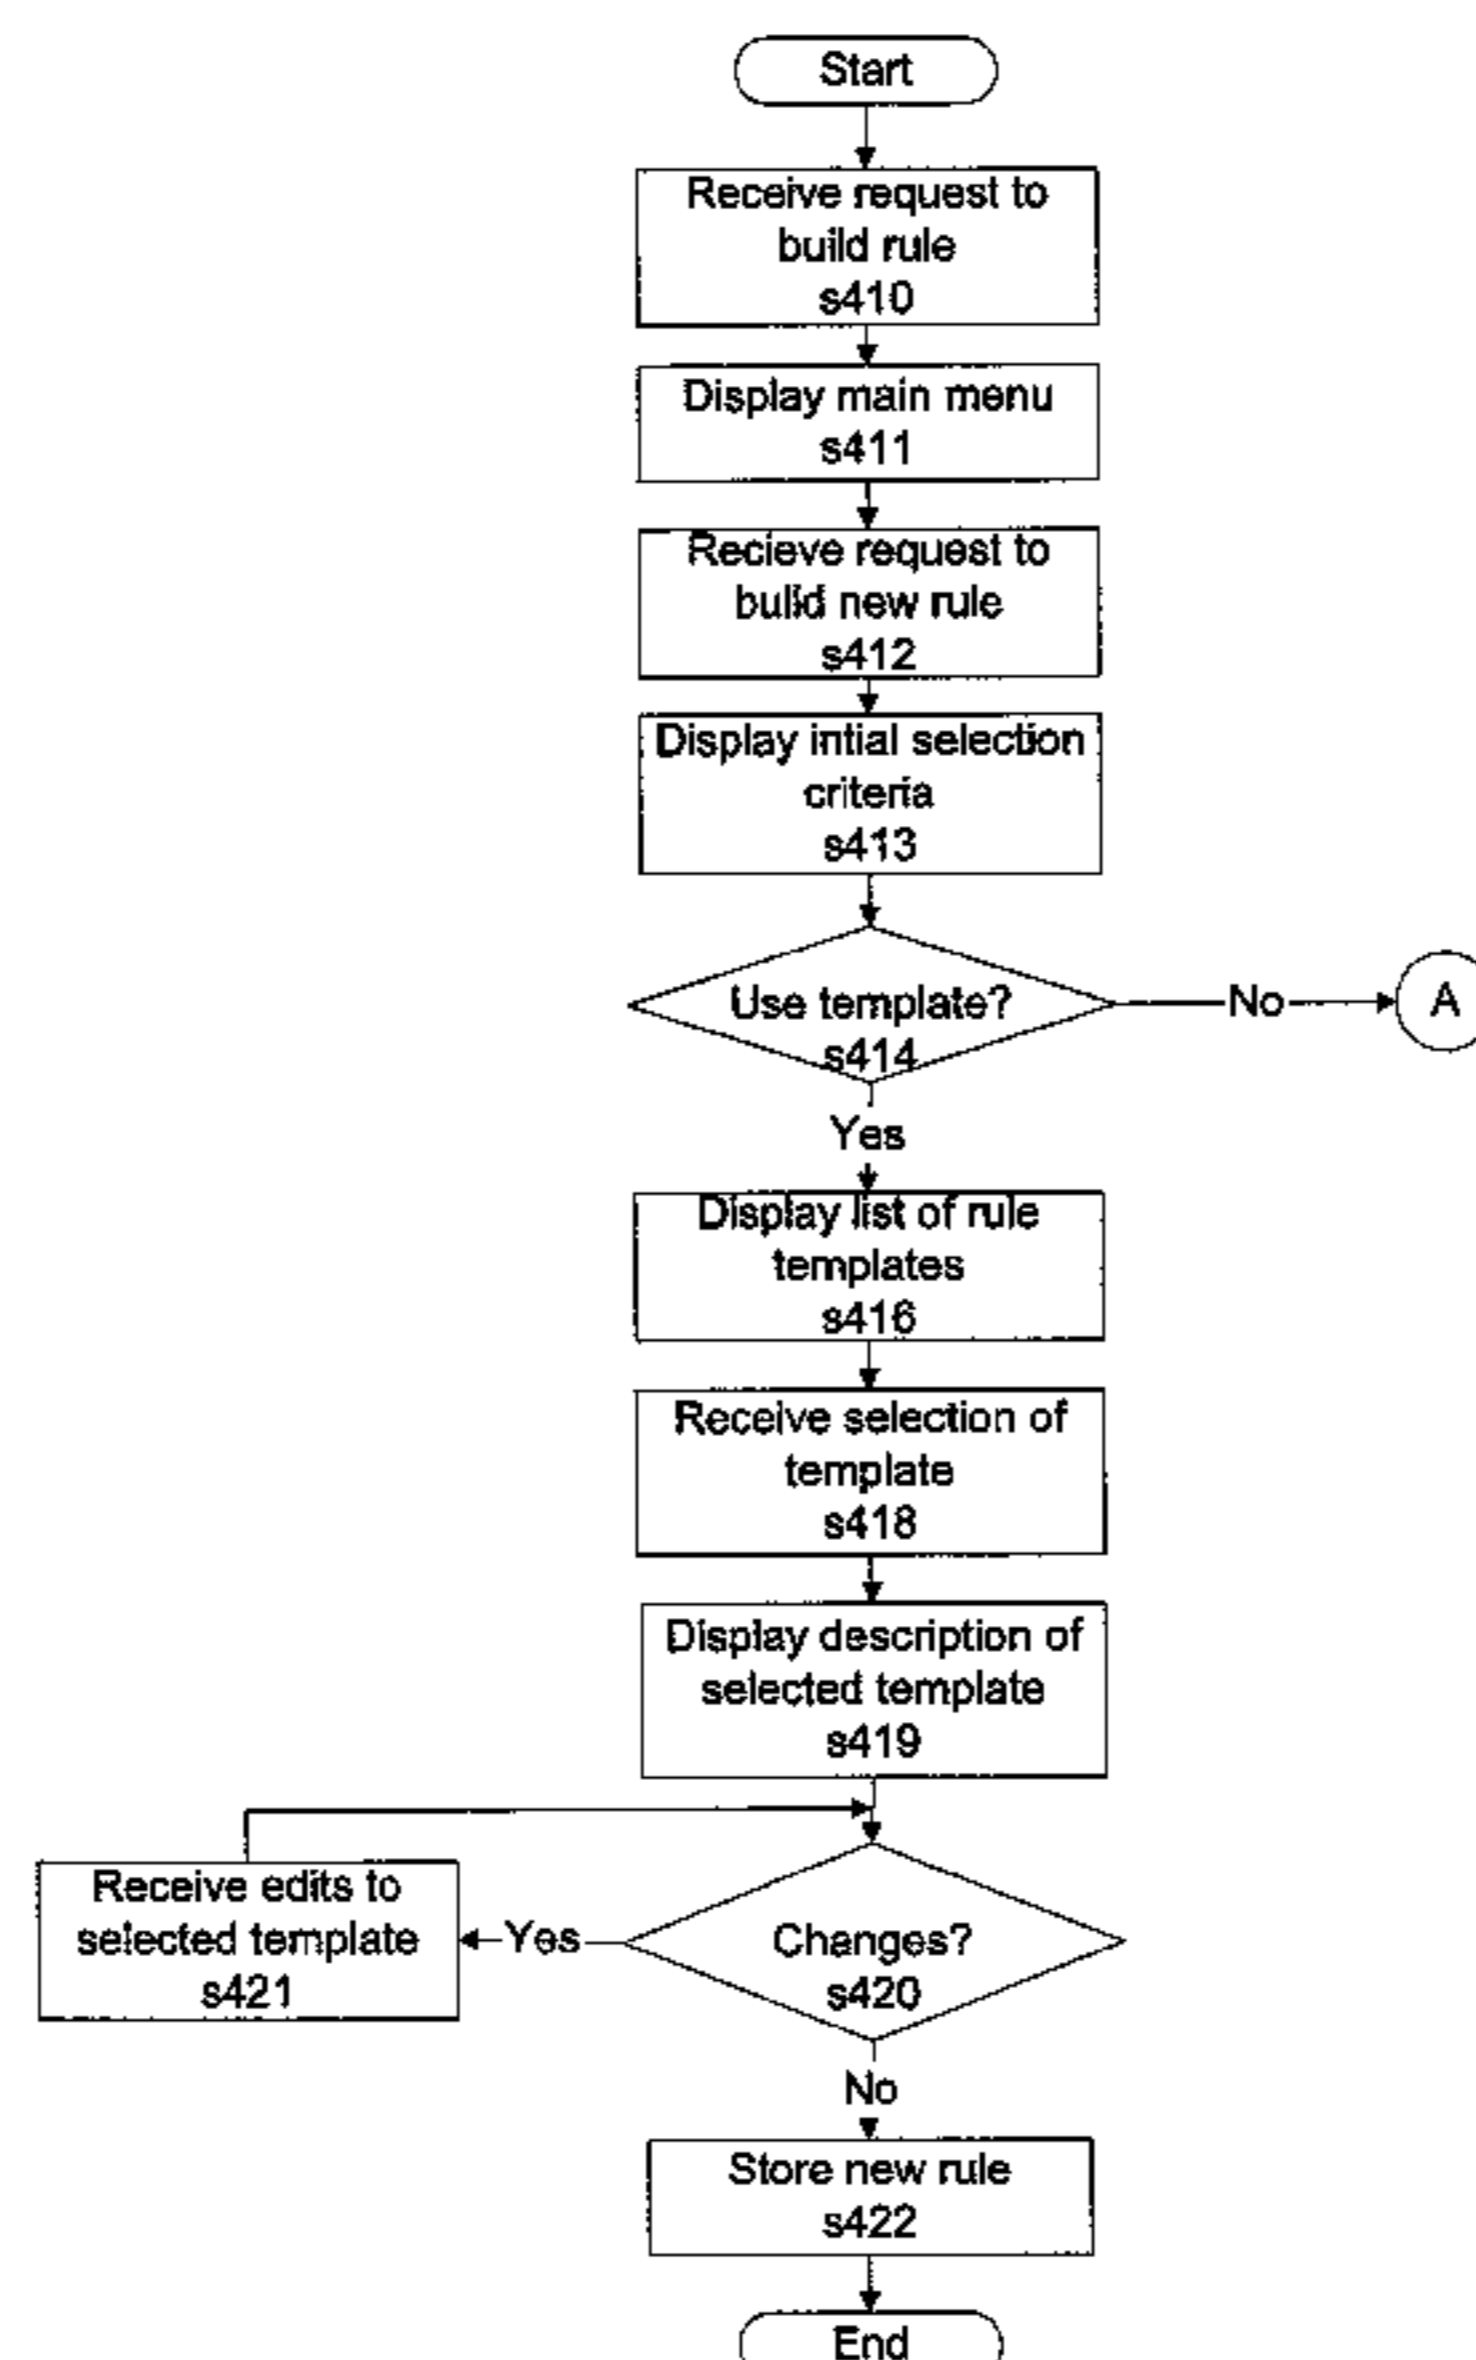 Start
Receive request to
build rule
s410
Display main menu
s411
Recieve request to
build new rule
s412
Display intial selection
criteria
s413
Use template?
s414
No
A
Yes
Display list of rule
templates
s416
Receive selection of
template
s418
Display description of
selected template
s419
Receive edits to
selected template
s421
Yes
Changes?
s420
No
Store new rule
s422
End